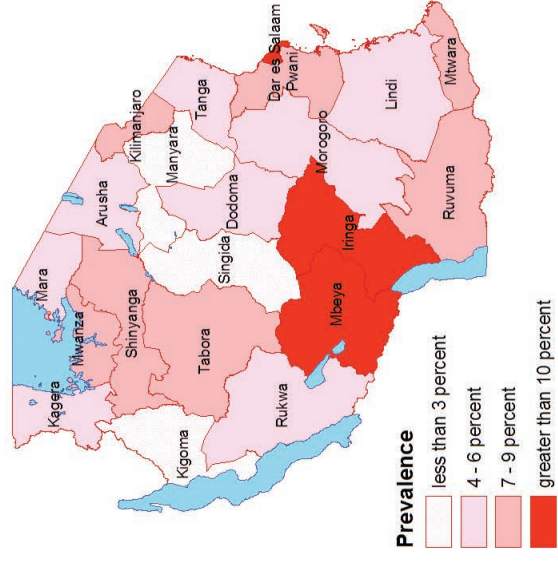 Kagera
Mara
Mwanza
Arusha
Kilimanjaro
Shinyanga
Manyara
Kigoma
Tabora
Singida
Dodoma
Tanga
Dar es Salaam
Pwani
Rukwa
Mbeya
Iringa
Morogoro
Lindi
Ruvuma
Mtwara
Prevalence
less than 3 percent
4 - 6 percent
7 - 9 percent
greater than 10 percent